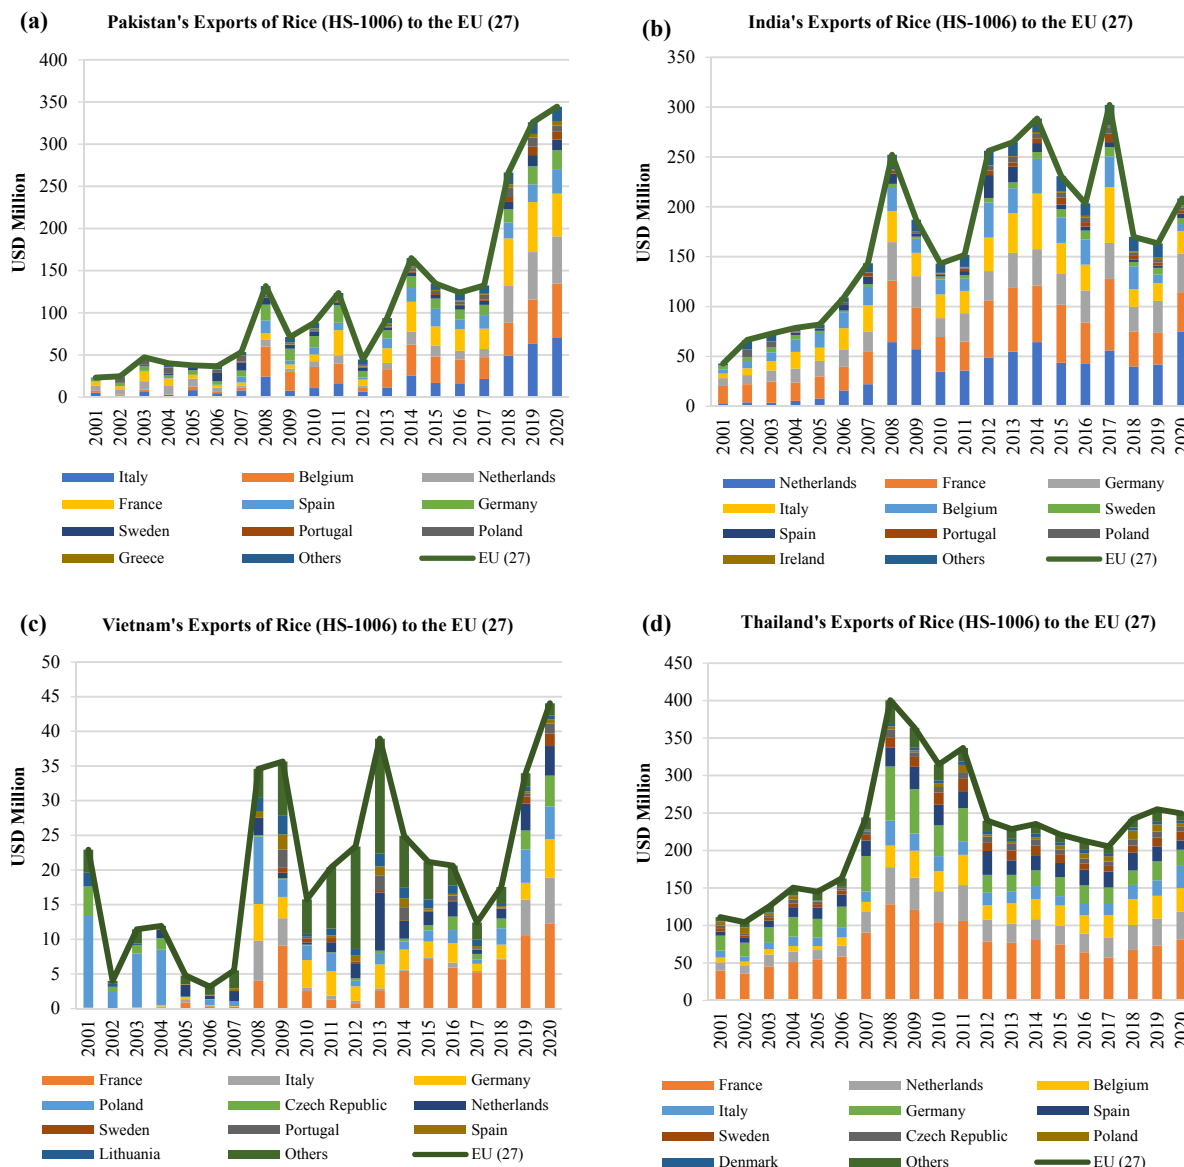 (a)
Pakistan's Exports of Rice (HS-1006) to the EU (27)
USD Million
400
350
300
250
200
150
100
50
0
2001 2002 2003 2004 2005 2006 2007 2008 2009 2010 2011 2012 2013 2014 2015 2016 2017 2018 2019 2020
Italy Belgium Netherlands
France Spain Germany
Sweden Portugal Poland
Greece Others EU (27)
(b)
India's Exports of Rice (HS-1006) to the EU (27)
USD Million
350
300
250
200
150
100
50
0
2001 2002 2003 2004 2005 2006 2007 2008 2009 2010 2011 2012 2013 2014 2015 2016 2017 2018 2019 2020
Netherlands France Germany
Italy Belgium Sweden
Spain Portugal Poland
Ireland Others EU (27)
(c)
Vietnam's Exports of Rice (HS-1006) to the EU (27)
USD Million
50
45
40
35
30
25
20
15
10
5
0
2001 2002 2003 2004 2005 2006 2007 2008 2009 2010 2011 2012 2013 2014 2015 2016 2017 2018 2019 2020
France Italy Germany
Poland Czech Republic Netherlands
Sweden Portugal Spain
Lithuania Others EU (27)
(d)
Thailand's Exports of Rice (HS-1006) to the EU (27)
USD Million
450
400
350
300
250
200
150
100
50
0
2001 2002 2003 2004 2005 2006 2007 2008 2009 2010 2011 2012 2013 2014 2015 2016 2017 2018 2019 2020
France Netherlands Belgium
Italy Germany Spain
Sweden Czech Republic Poland
Denmark Others EU (27)